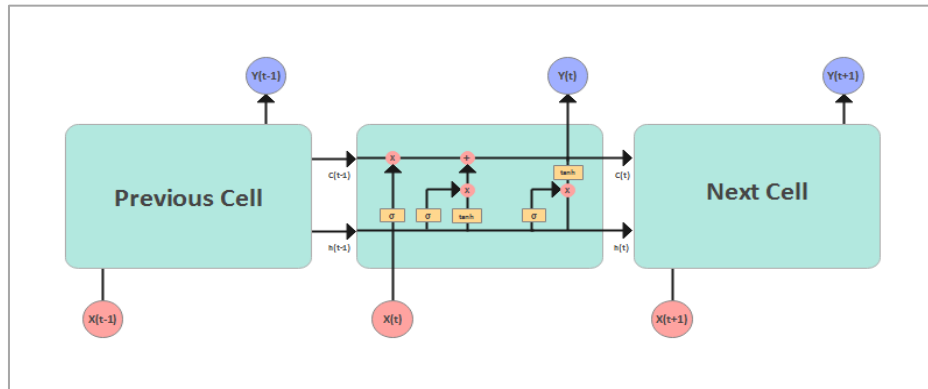 Y(t-1)
Y(t)
Y(t+1)
Previous Cell
C(t-1)
x
+
tanh
C(t)
Next Cell
x
x
σ
σ
tanh
σ
h(t-1)
h(t)
X(t-1)
X(t)
X(t+1)